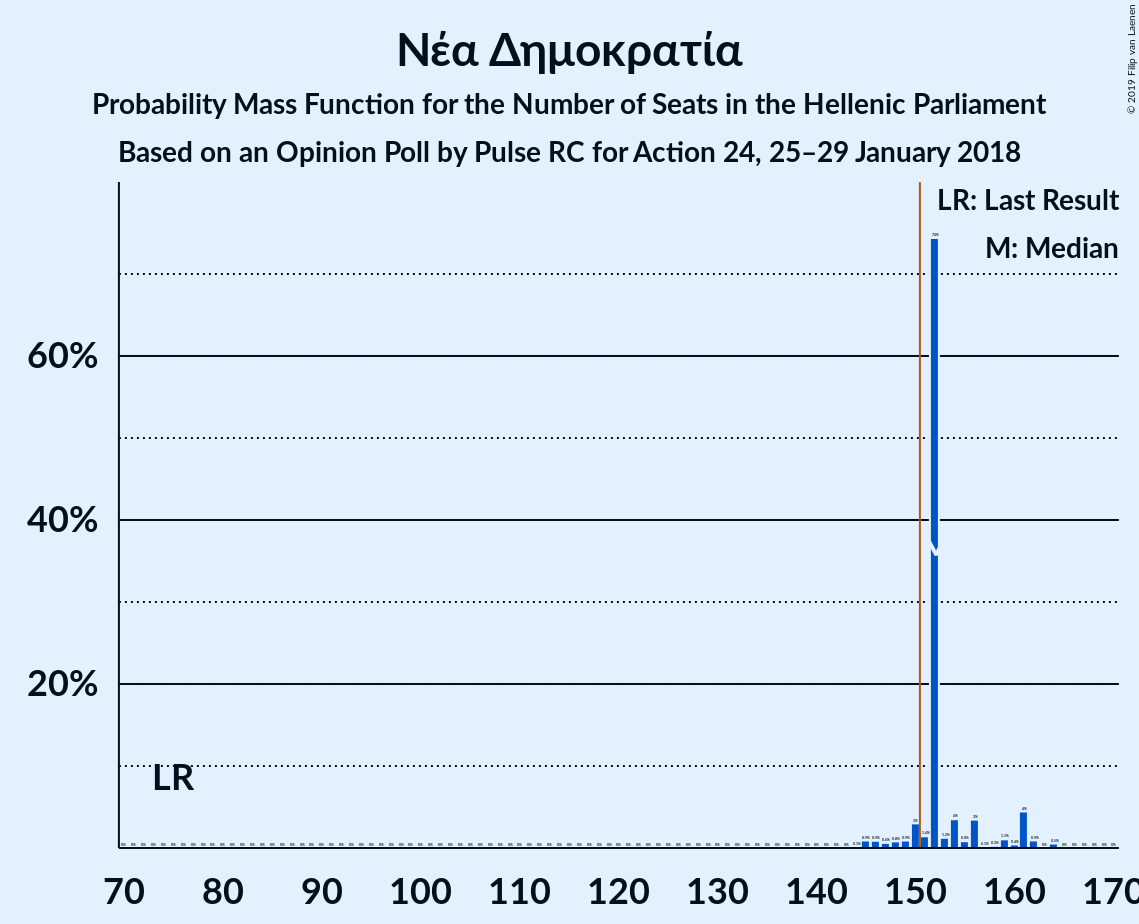 Νέα Δημοκρατία
Probability Mass Function for the Number of Seats in the Hellenic Parliament
Based on an Opinion Poll by Pulse RC for Action 24, 25–29 January 2018
© 2019 Filip van Laenen
LR: Last Result
M: Median
60%
40%
20%
LR
70 80 90 100 110 120 130 140 150 160 170